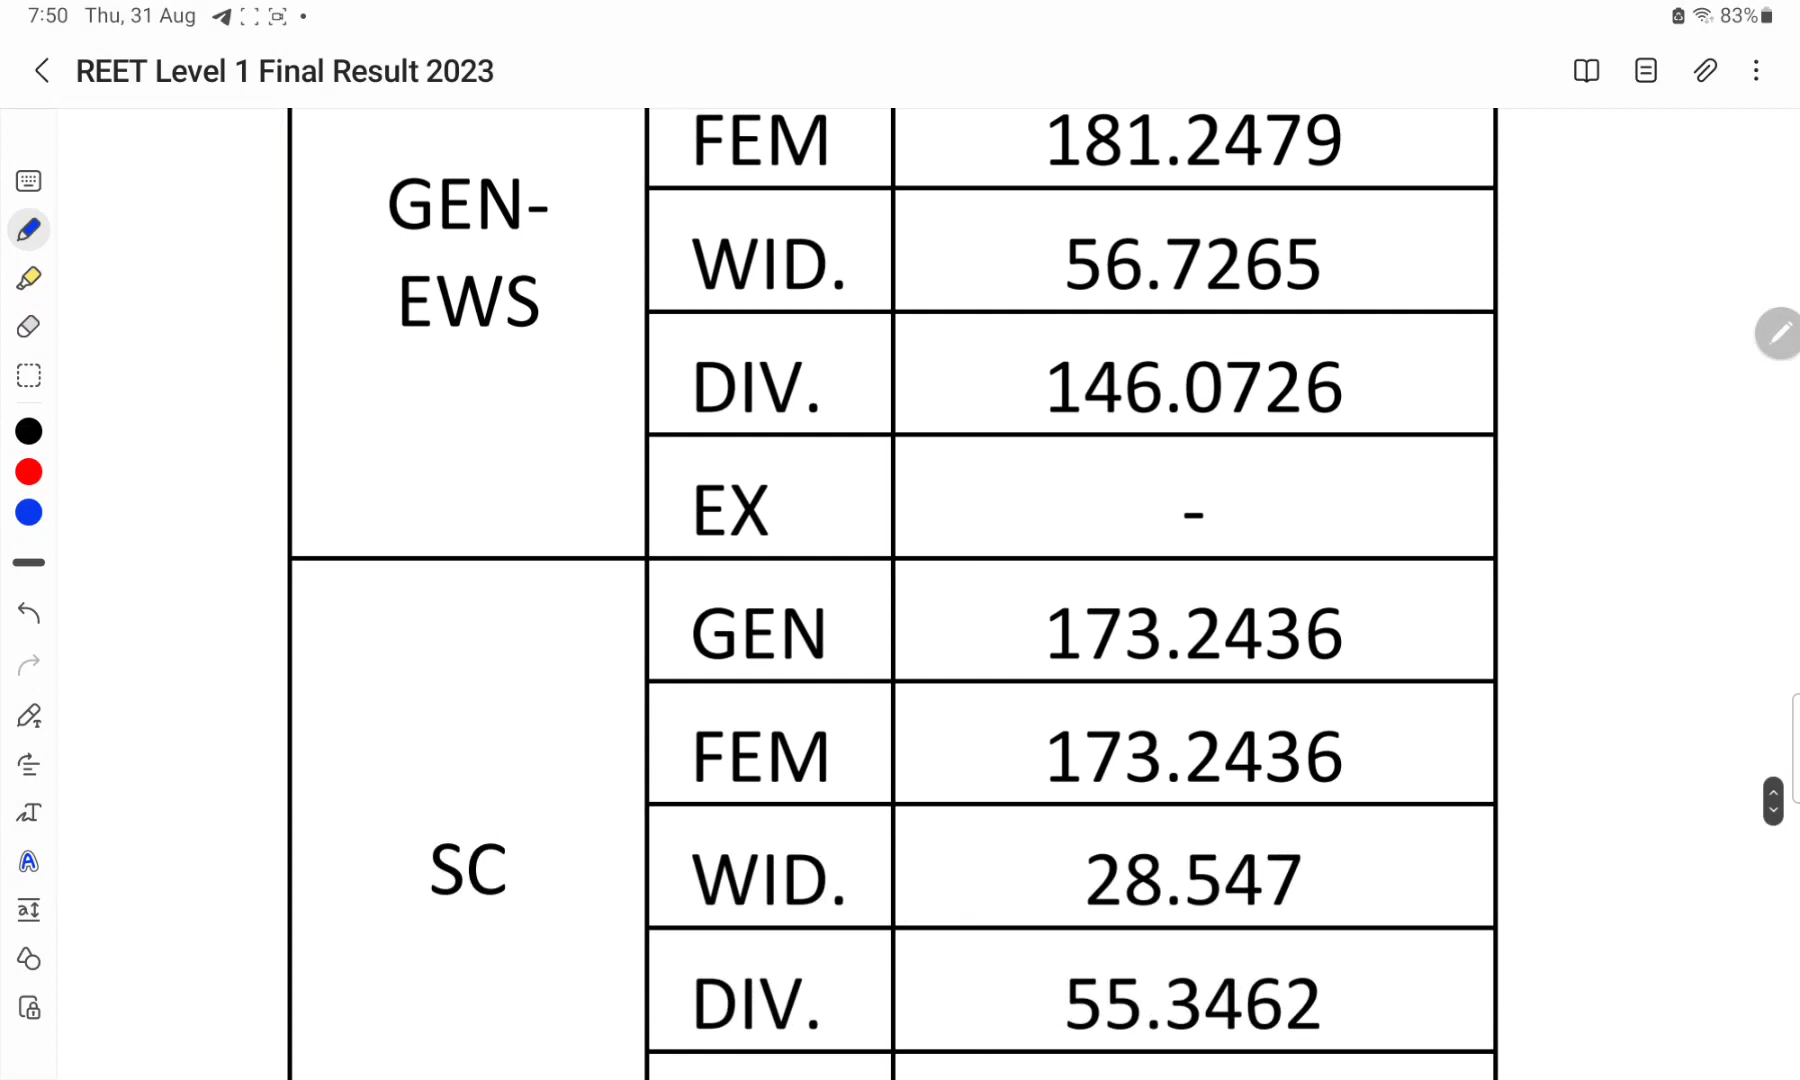 7:50 Thu, 31 Aug
83%
REET Level 1 Final Result 2023
GEN-
EWS
FEM 181.2479
WID. 56.7265
DIV. 146.0726
EX -
SC
GEN 173.2436
FEM 173.2436
WID. 28.547
DIV. 55.3462